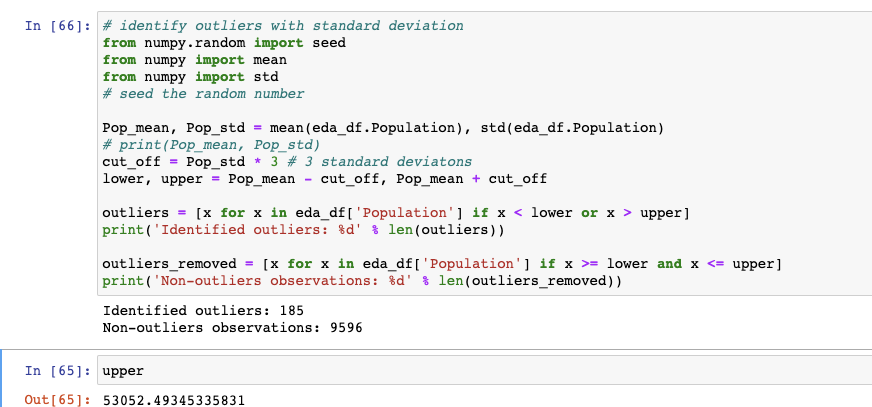 In [66]: # identify outliers with standard deviation
from numpy.random import seed
from numpy import mean
from numpy import std
# seed the random number
Pop_mean, Pop_std = mean(eda_df.Population), std(eda_df.Population)
# print(Pop_mean, Pop_std)
cut_off = Pop_std * 3 # 3 standard deviatons
lower, upper = Pop_mean - cut_off, Pop_mean + cut_off
outliers = [x for x in eda_df['Population'] if x < lower or x > upper]
print('Identified outliers: %d' % len(outliers))
outliers_removed = [x for x in eda_df['Population'] if x >= lower and x <= upper]
print('Non-outliers observations: %d' % len(outliers_removed))
Identified outliers: 185
Non-outliers observations: 9596
In [65]: upper
Out[65]: 53052.49345335831